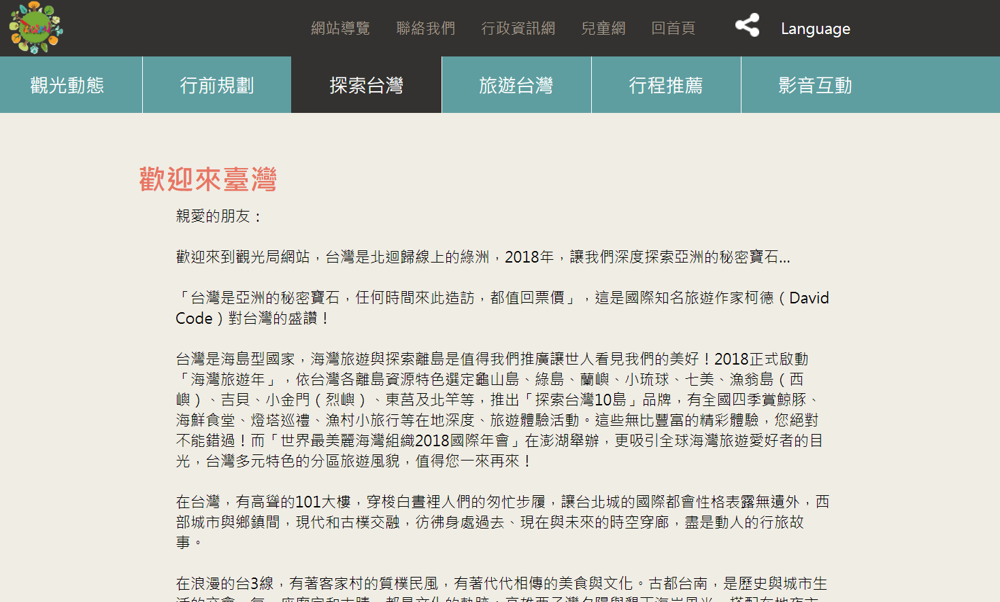 網站導覽 聯絡我們 行政資訊網 兒童網 回首頁 Language
觀光動態 行前規劃 探索台灣 旅遊台灣 行程推薦 影音互動
歡迎來臺灣
親愛的朋友：
歡迎來到觀光局網站，台灣是北迴歸線上的綠洲，2018年，讓我們深度探索亞洲的秘密寶石...
「台灣是亞洲的秘密寶石，任何時間來此造訪，都值回票價」，這是國際知名旅遊作家柯德（David
Code）對台灣的盛讚！
台灣是海島型國家，海灣旅遊與探索離島是值得我們推廣讓世人看見我們的美好！2018正式啟動
「海灣旅遊年」，依台灣各離島資源特色選定龜山島、綠島、蘭嶼、小琉球、七美、漁翁島（西
嶼）、吉貝、小金門（烈嶼）、東莒及北竿等，推出「探索台灣10島」品牌，有全國四季賞鯨豚、
海鮮食堂、燈塔巡禮、漁村小旅行等在地深度、旅遊體驗活動。這些無比豐富的精彩體驗，您絕對
不能錯過！而「世界最美麗海灣組織2018國際年會」在澎湖舉辦，更吸引全球海灣旅遊愛好者的目
光，台灣多元特色的分區旅遊風貌，值得您一來再來！
在台灣，有高聳的101大樓，穿梭白晝裡人們的匆忙步履，讓台北城的國際都會性格表露無遺外，西
部城市與鄉鎮間，現代和古樸交融，彷彿身處過去、現在與未來的時空穿廊，盡是動人的行旅故
事。
在浪漫的台3線，有著客家村的質樸民風，有著代代相傳的美食與文化。古都台南，是歷史與城市生